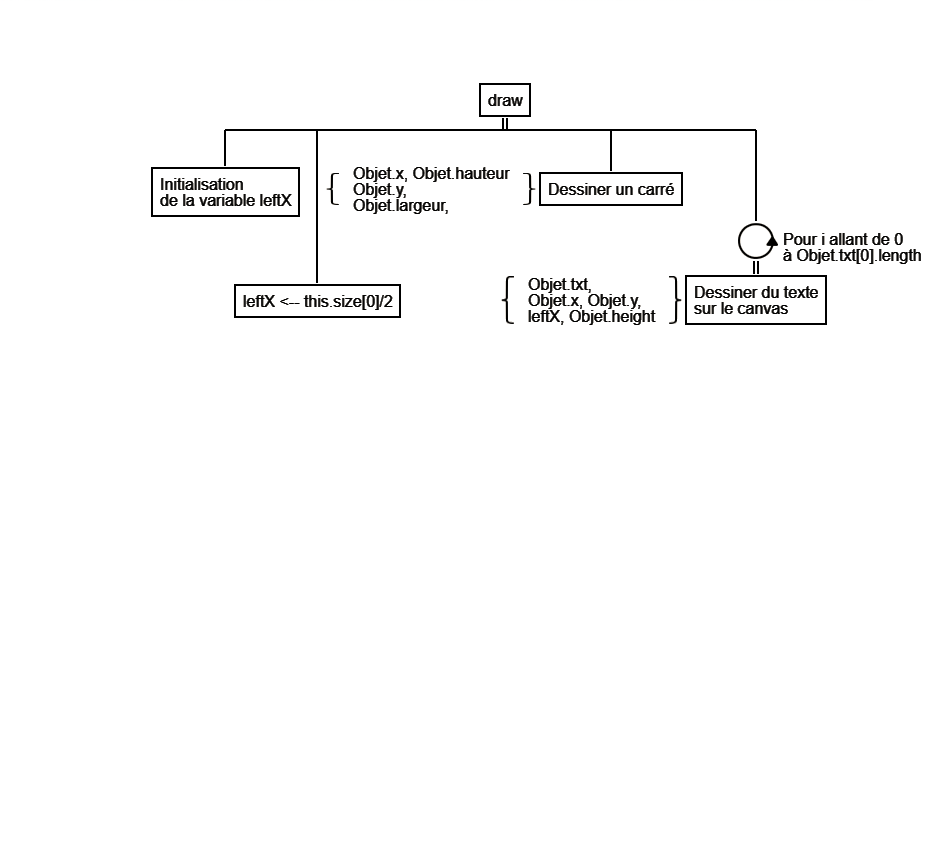 draw
Initialisation
de la variable leftX
Objet.x, Objet.hauteur
Objet.y,
Objet.largeur,
Dessiner un carré
Pour i allant de 0
à Objet.txt[0].length
leftX <-- this.size[0]/2
Objet.txt,
Objet.x, Objet.y,
leftX, Objet.height
Dessiner du texte
sur le canvas